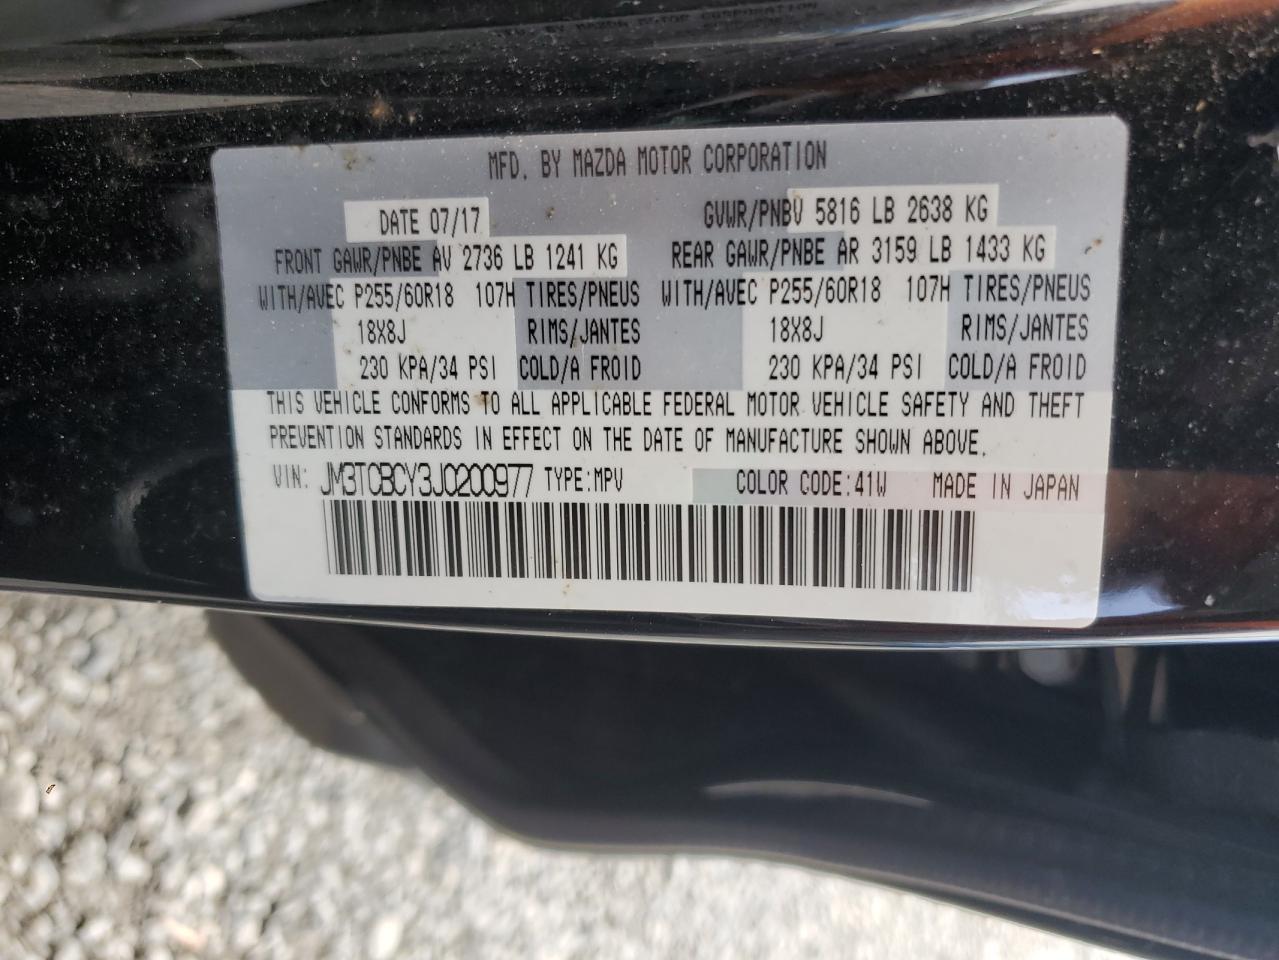 MFD. BY MAZDA MOTOR CORPORATION
DATE 07/17 GVWR/PNBV 5816 LB 2638 KG
FRONT GAWR/PNBE AV 2736 LB 1241 KG REAR GAWR/PNBE AR 3159 LB 1433 KG
WITH/AVEC P255/60R18 107H TIRES/PNEUS WITH/AVEC P255/60R18 107H TIRES/PNEUS
18X8J RIMS/JANTES 18X8J RIMS/JANTES
230 KPA/34 PSI COLD/A FROID 230 KPA/34 PSI COLD/A FROID
THIS VEHICLE CONFORMS TO ALL APPLICABLE FEDERAL MOTOR VEHICLE SAFETY AND THEFT
PREVENTION STANDARDS IN EFFECT ON THE DATE OF MANUFACTURE SHOWN ABOVE.
VIN: JM3TCBCY3J0200977 TYPE:MPV COLOR CODE:41W MADE IN JAPAN